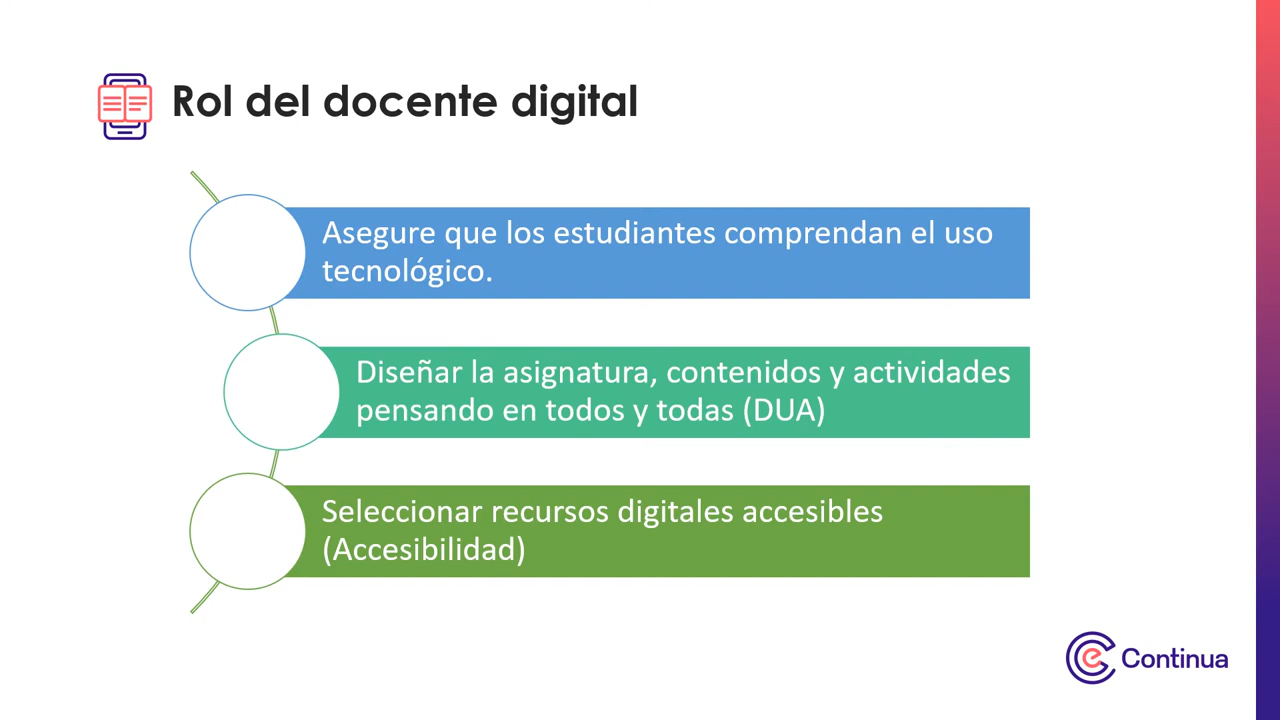 Rol del docente digital
Asegure que los estudiantes comprendan el uso
tecnológico.
Diseñar la asignatura, contenidos y actividades
pensando en todos y todas (DUA)
Seleccionar recursos digitales accesibles
(Accesibilidad)
e Continua